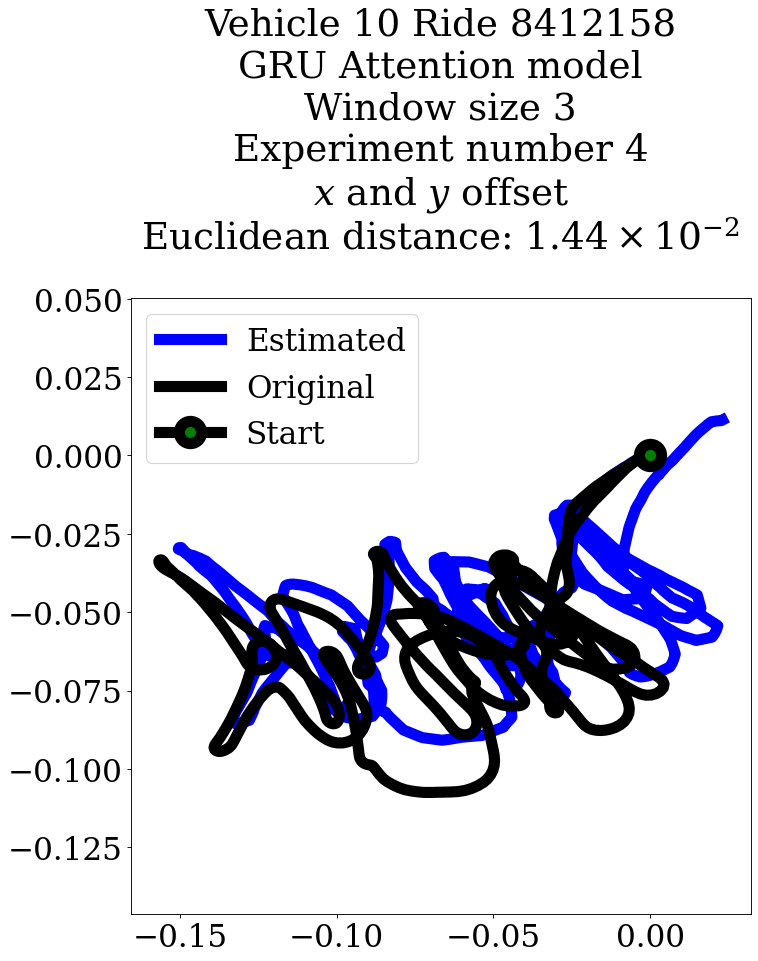 Vehicle 10 Ride 8412158
GRU Attention model
Window size 3
Experiment number 4
x and y offset
Euclidean distance: 1.44 × 10⁻²
0.050
0.025
0.000
−0.025
−0.050
−0.075
−0.100
−0.125
Estimated
Original
Start
−0.15 −0.10 −0.05 0.00